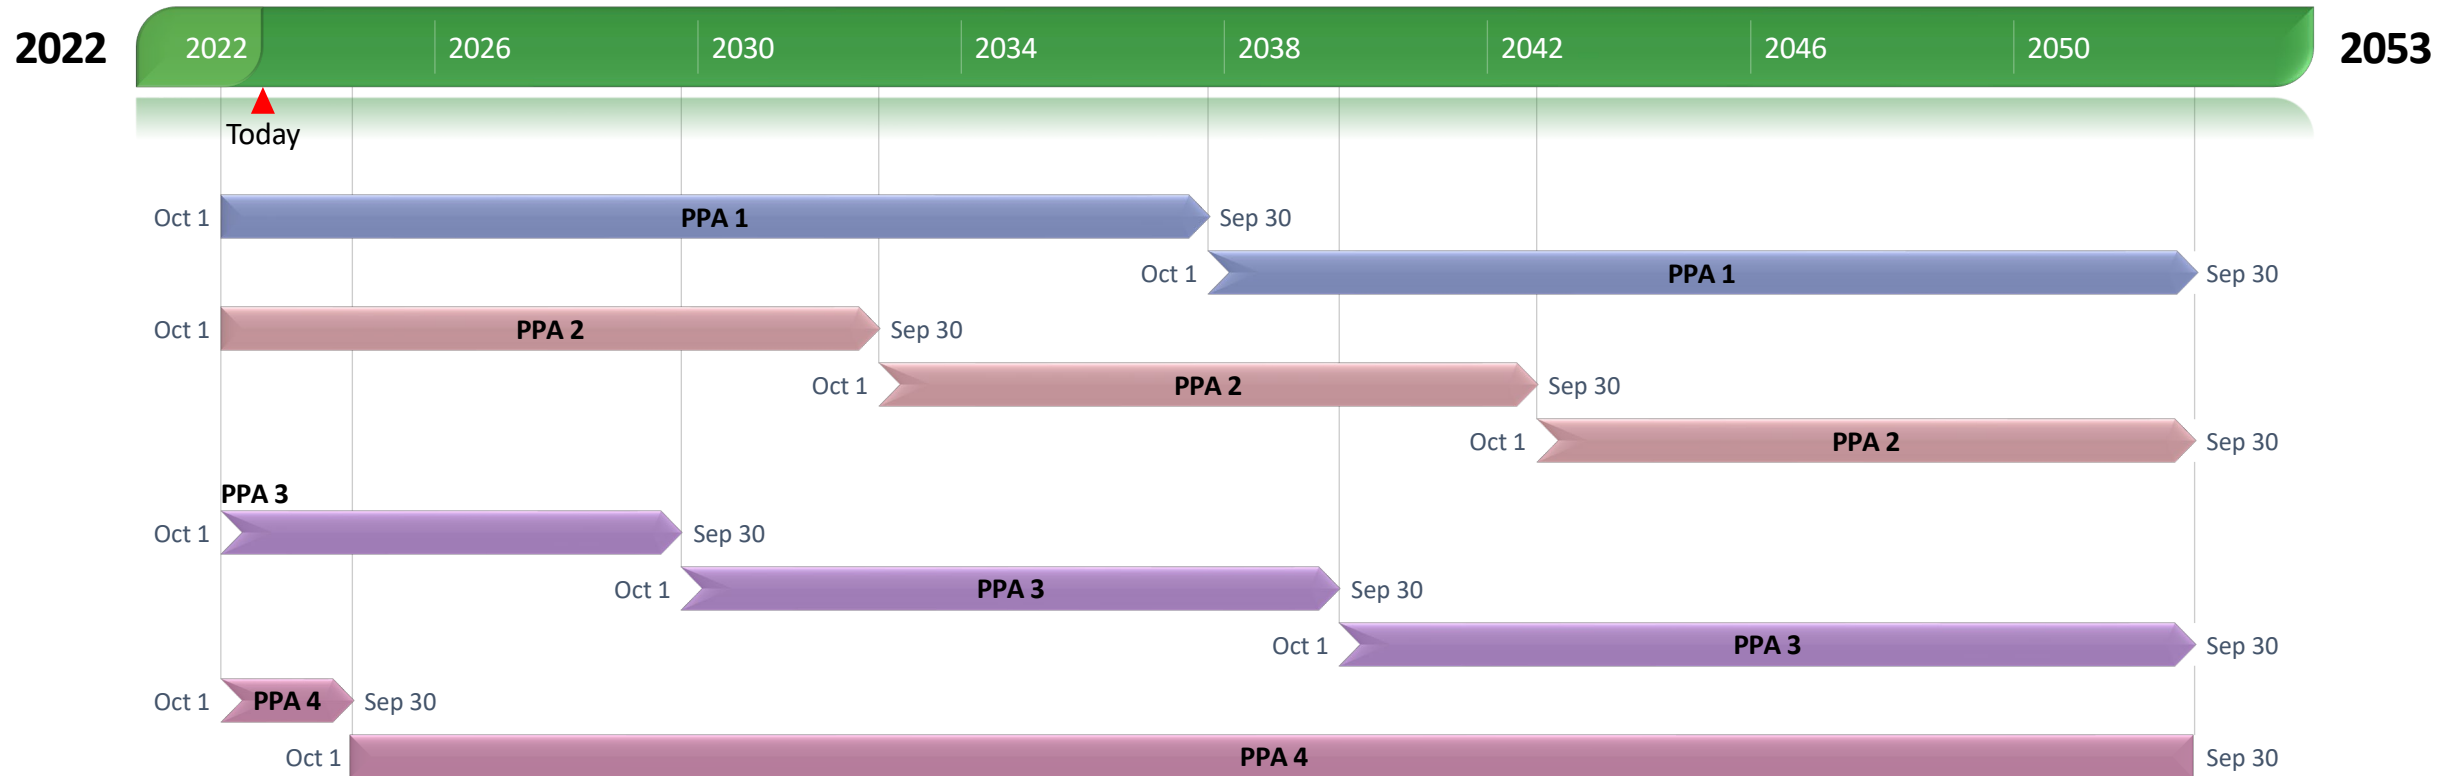 2022 2022 2026 2030 2034 2038 2042 2046 2050 2053
Today
Oct 1 PPA 1 Sep 30
Oct 1 PPA 1 Sep 30
Oct 1 PPA 2 Sep 30
Oct 1 PPA 2 Sep 30
Oct 1 PPA 2 Sep 30
PPA 3
Oct 1 Sep 30
Oct 1 PPA 3 Sep 30
Oct 1 PPA 3 Sep 30
Oct 1 PPA 4 Sep 30
Oct 1 PPA 4 Sep 30